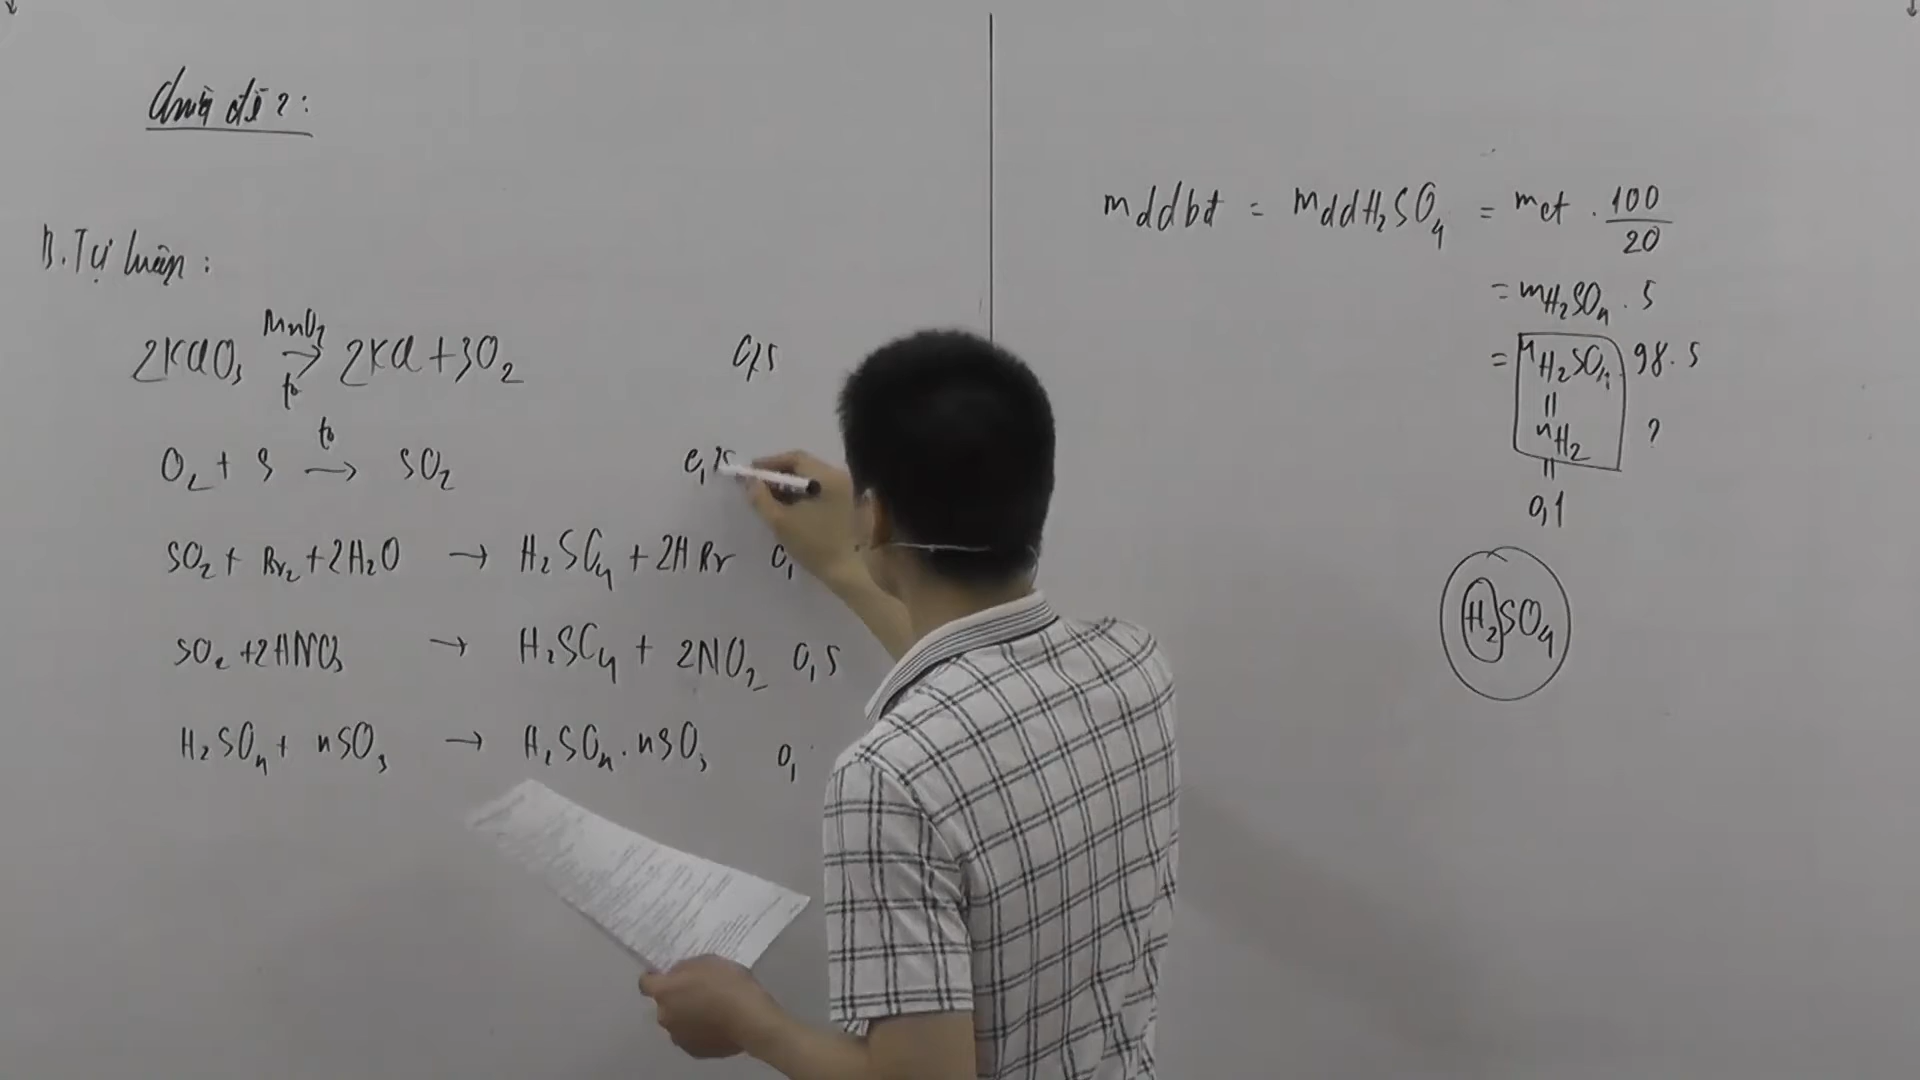 Chữa đề 2:
B. Tự luận:
2KClO₃ MnO₂ → t° 2KCl + 3O₂ 0,5
O₂ + S t° → SO₂ 0,25
SO₂ + Br₂ + 2H₂O → H₂SO₄ + 2HBr 0,
SO₂ + 2HNO₃ → H₂SO₄ + 2NO₂ 0,5
H₂SO₄ + nSO₃ → H₂SO₄.nSO₃ 0,
mddbđ = mddH₂SO₄ = mct . 100/20
= mH₂SO₄ . 5
= nH₂SO₄ . 98.5
||
nH₂ ?
||
0,1
H₂SO₄